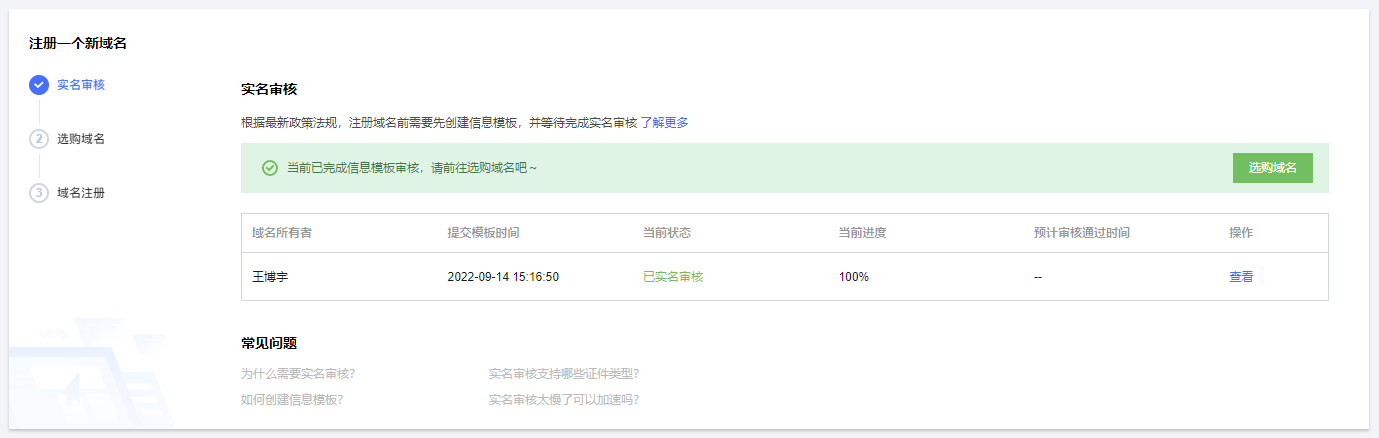 注册一个新域名
实名审核
2 选购域名
3 域名注册
实名审核
根据最新政策法规，注册域名前需要先创建信息模板，并等待完成实名审核 了解更多
当前已完成信息模板审核，请前往选购域名吧 ~ 选购域名
域名所有者 提交模板时间 当前状态 当前进度 预计审核通过时间 操作
王博宇 2022-09-14 15:16:50 已实名审核 100% -- 查看
常见问题
为什么需要实名审核? 实名审核支持哪些证件类型?
如何创建信息模板? 实名审核太慢了可以加速吗?